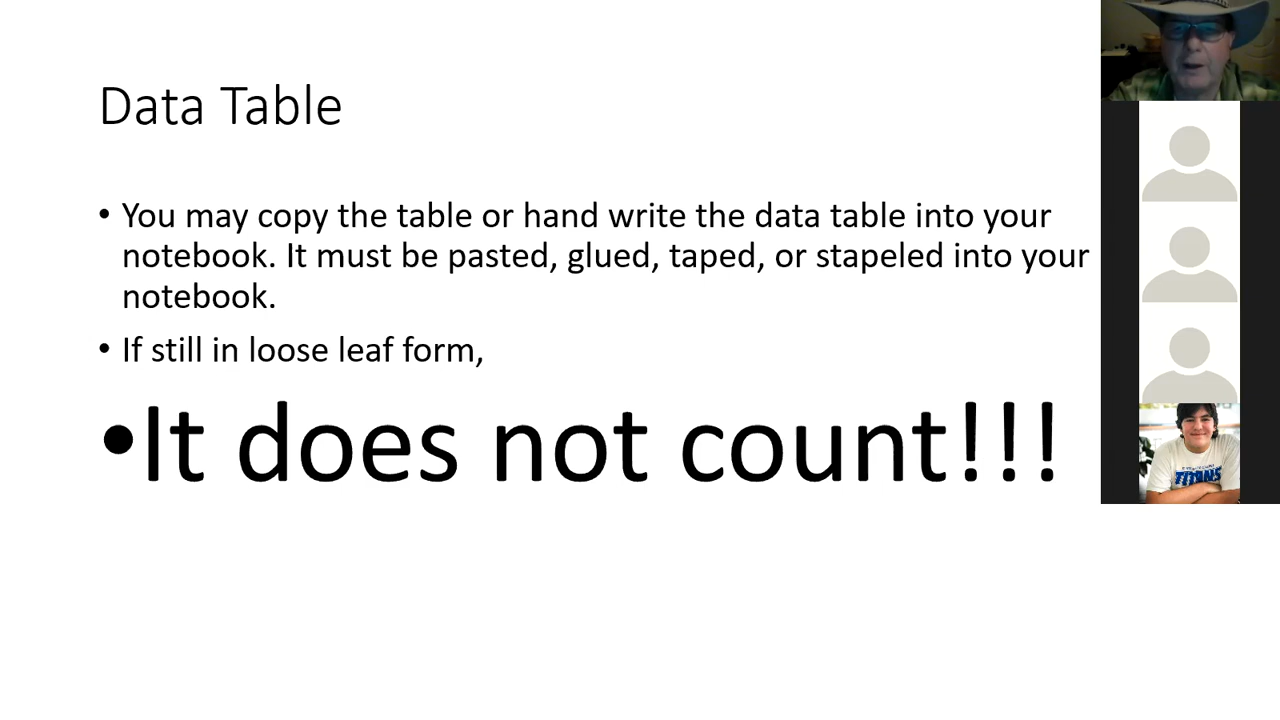 Data Table
• You may copy the table or hand write the data table into your
notebook. It must be pasted, glued, taped, or stapeled into your
notebook.
• If still in loose leaf form,
•It does not count!!!
TITANS